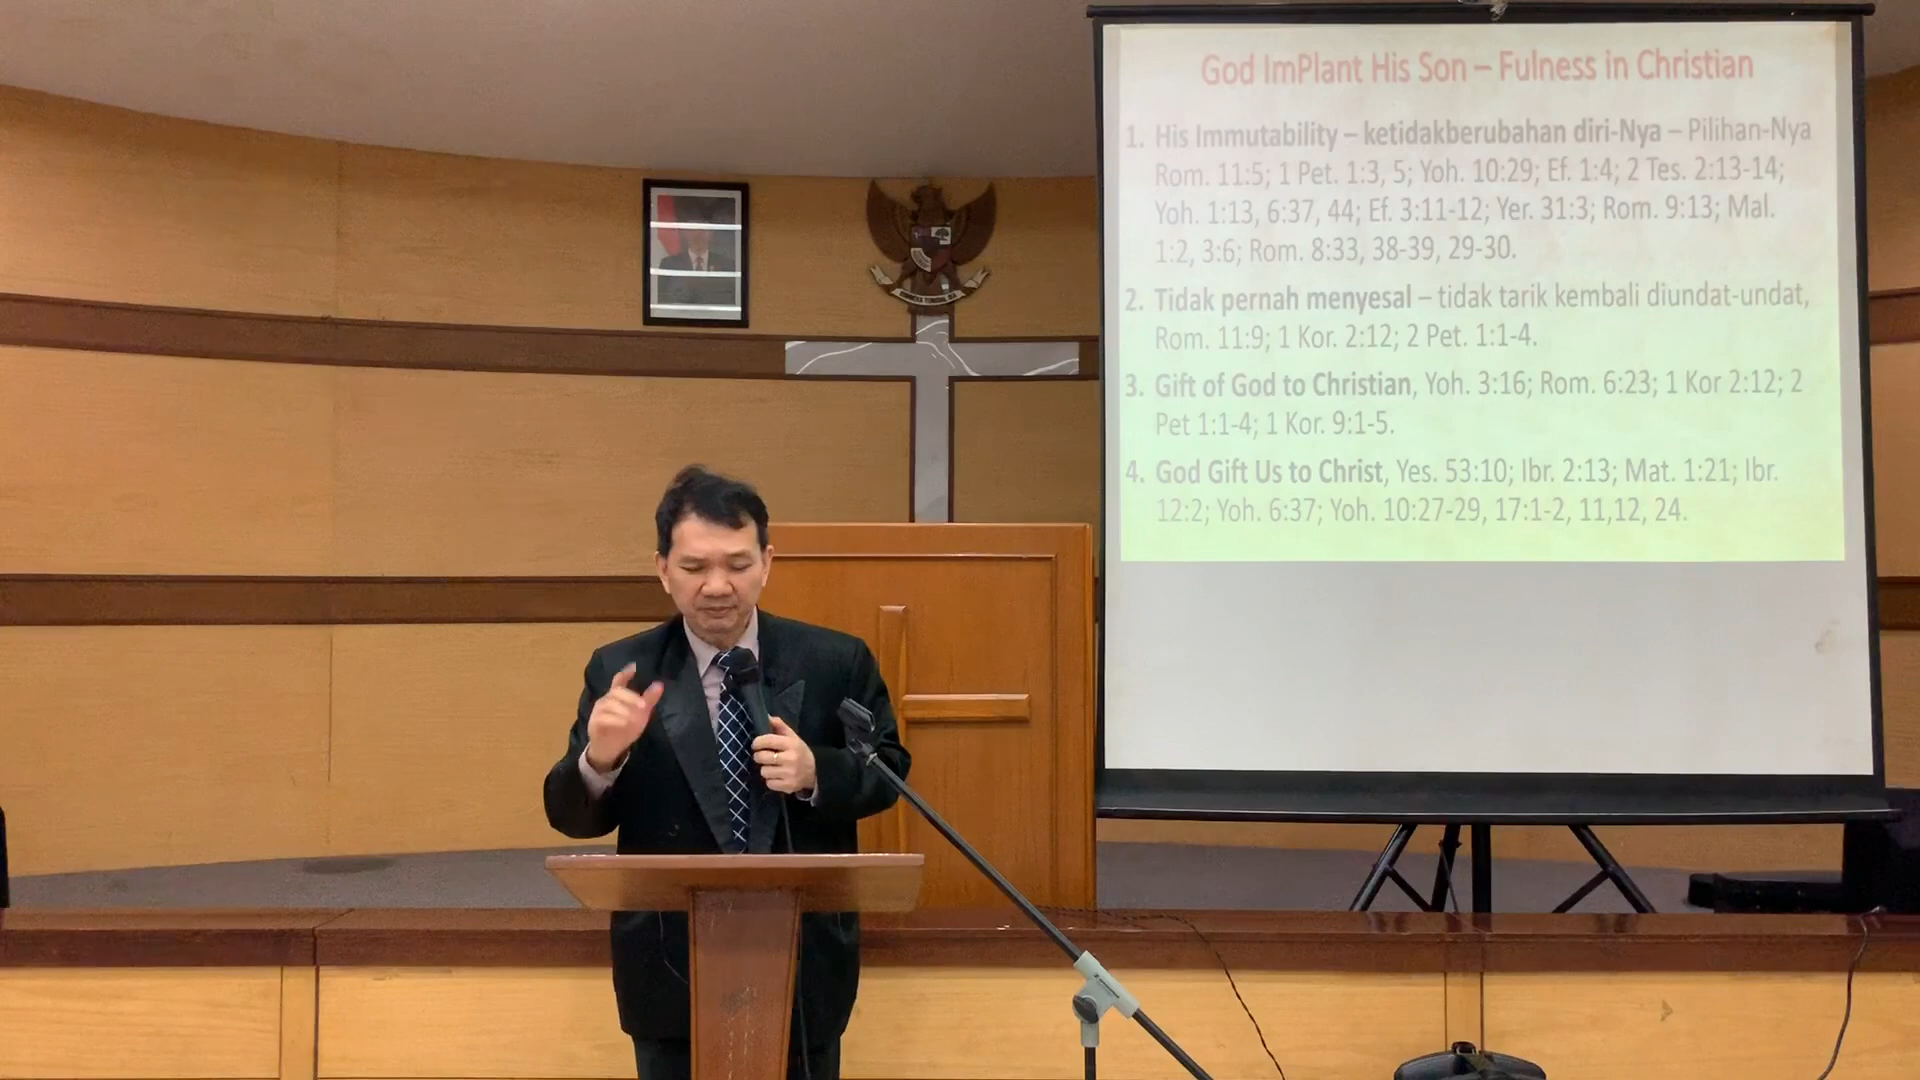 God ImPlant His Son – Fulness in Christian
1. His Immutability – ketidakberubahan diri-Nya – Pilihan-Nya
Rom. 11:5; 1 Pet. 1:3, 5; Yoh. 10:29; Ef. 1:4; 2 Tes. 2:13-14;
Yoh. 1:13, 6:37, 44; Ef. 3:11-12; Yer. 31:3; Rom. 9:13; Mal.
1:2, 3:6; Rom. 8:33, 38-39, 29-30.
2. Tidak pernah menyesal – tidak tarik kembali diundat-undat,
Rom. 11:9; 1 Kor. 2:12; 2 Pet. 1:1-4.
3. Gift of God to Christian, Yoh. 3:16; Rom. 6:23; 1 Kor 2:12; 2
Pet 1:1-4; 1 Kor. 9:1-5.
4. God Gift Us to Christ, Yes. 53:10; Ibr. 2:13; Mat. 1:21; Ibr.
12:2; Yoh. 6:37; Yoh. 10:27-29, 17:1-2, 11,12, 24.